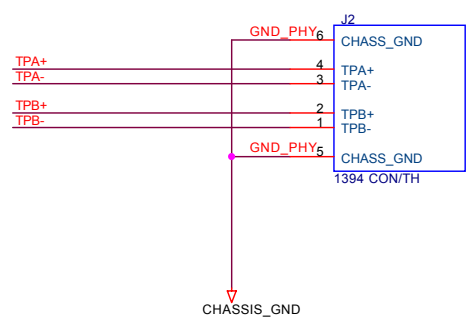 J2
GND_PHY 6 CHASS_GND
TPA+ 4 TPA+
TPA- 3 TPA-
TPB+ 2 TPB+
TPB- 1 TPB-
GND_PHY 5 CHASS_GND
1394 CON/TH
CHASSIS_GND